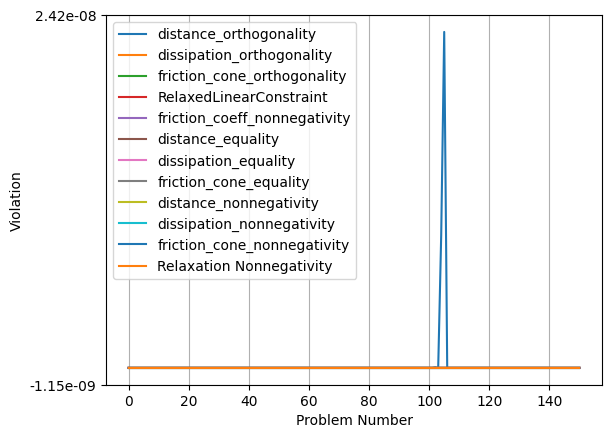 2.42e-08
distance_orthogonality
dissipation_orthogonality
friction_cone_orthogonality
RelaxedLinearConstraint
friction_coeff_nonnegativity
distance_equality
dissipation_equality
friction_cone_equality
distance_nonnegativity
dissipation_nonnegativity
friction_cone_nonnegativity
Relaxation Nonnegativity
Violation
-1.15e-09
0 20 40 60 80 100 120 140
Problem Number